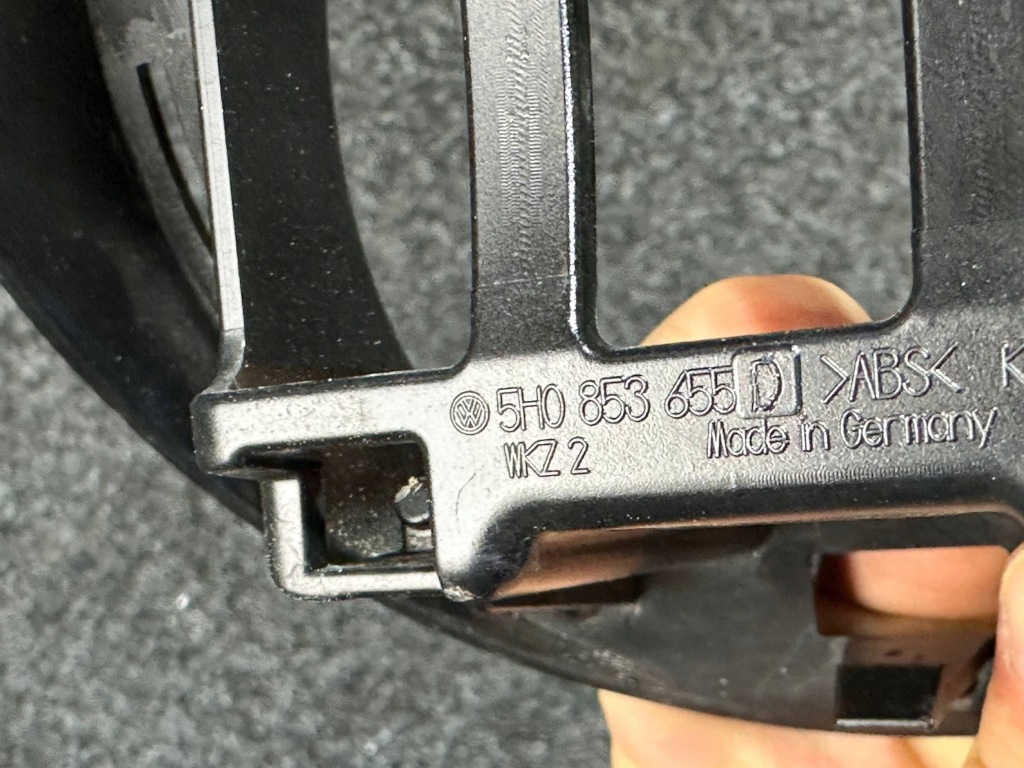 5H0 853 655 D >ABS< K
WKZ 2
Made in Germany